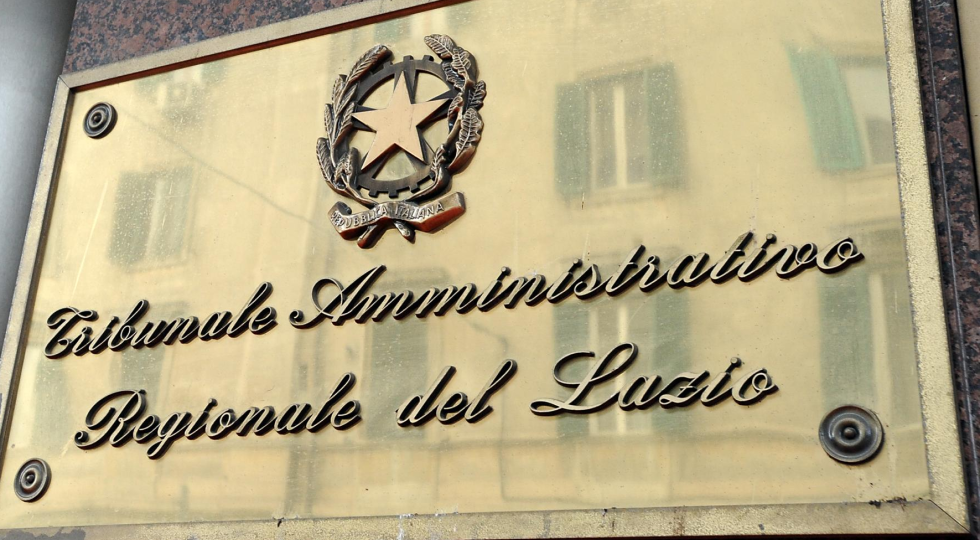 REPUBBLICA ITALIANA
Tribunale Amministrativo
Regionale del Lazio